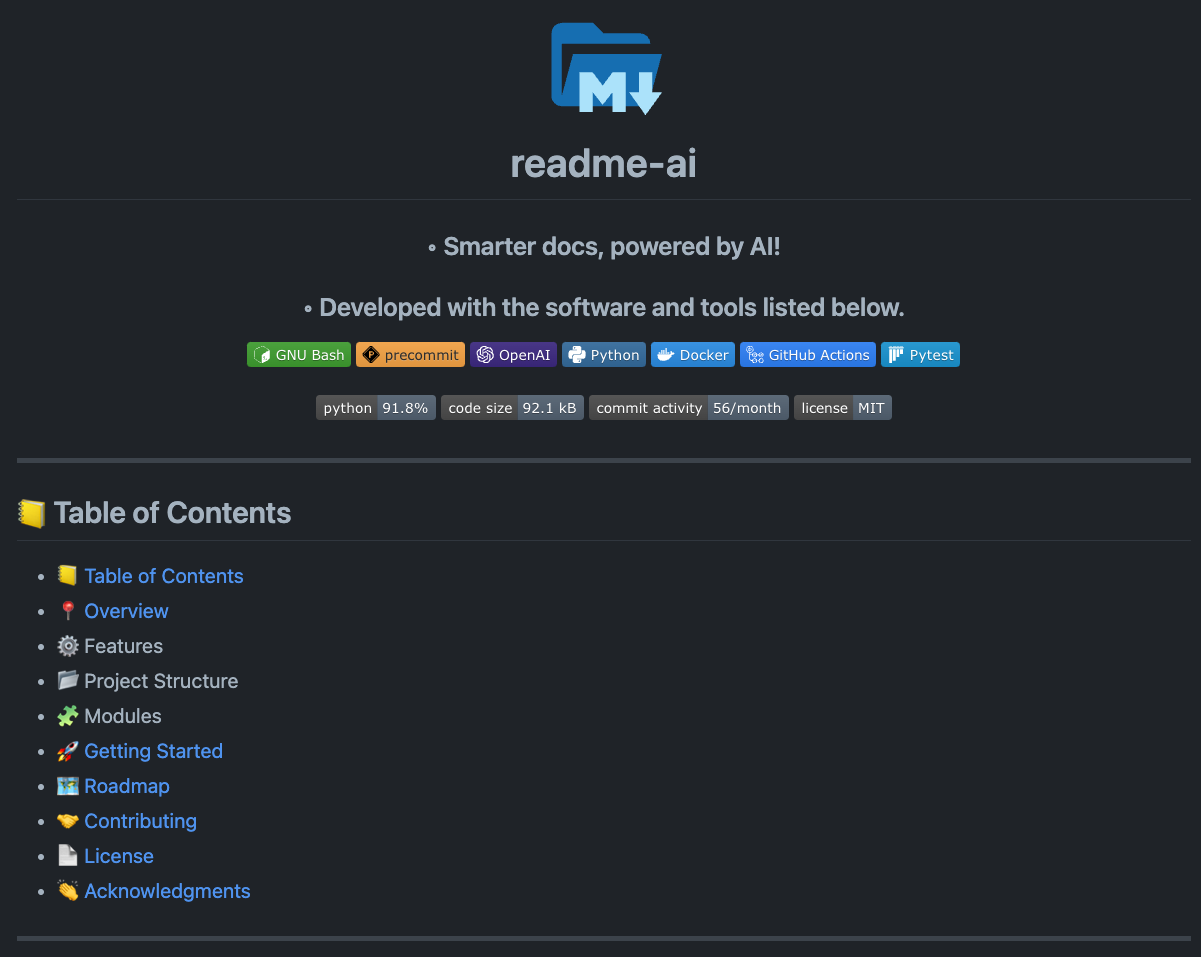 M
readme-ai
∘ Smarter docs, powered by AI!
∘ Developed with the software and tools listed below.
GNU Bash precommit OpenAI Python Docker GitHub Actions Pytest
python 91.8% code size 92.1 kB commit activity 56/month license MIT
📒 Table of Contents
• 📒 Table of Contents
• 📍 Overview
• ⚙️ Features
• 📂 Project Structure
• 🧩 Modules
• 🚀 Getting Started
• 🗺 Roadmap
• 🤝 Contributing
• 📄 License
• 👏 Acknowledgments